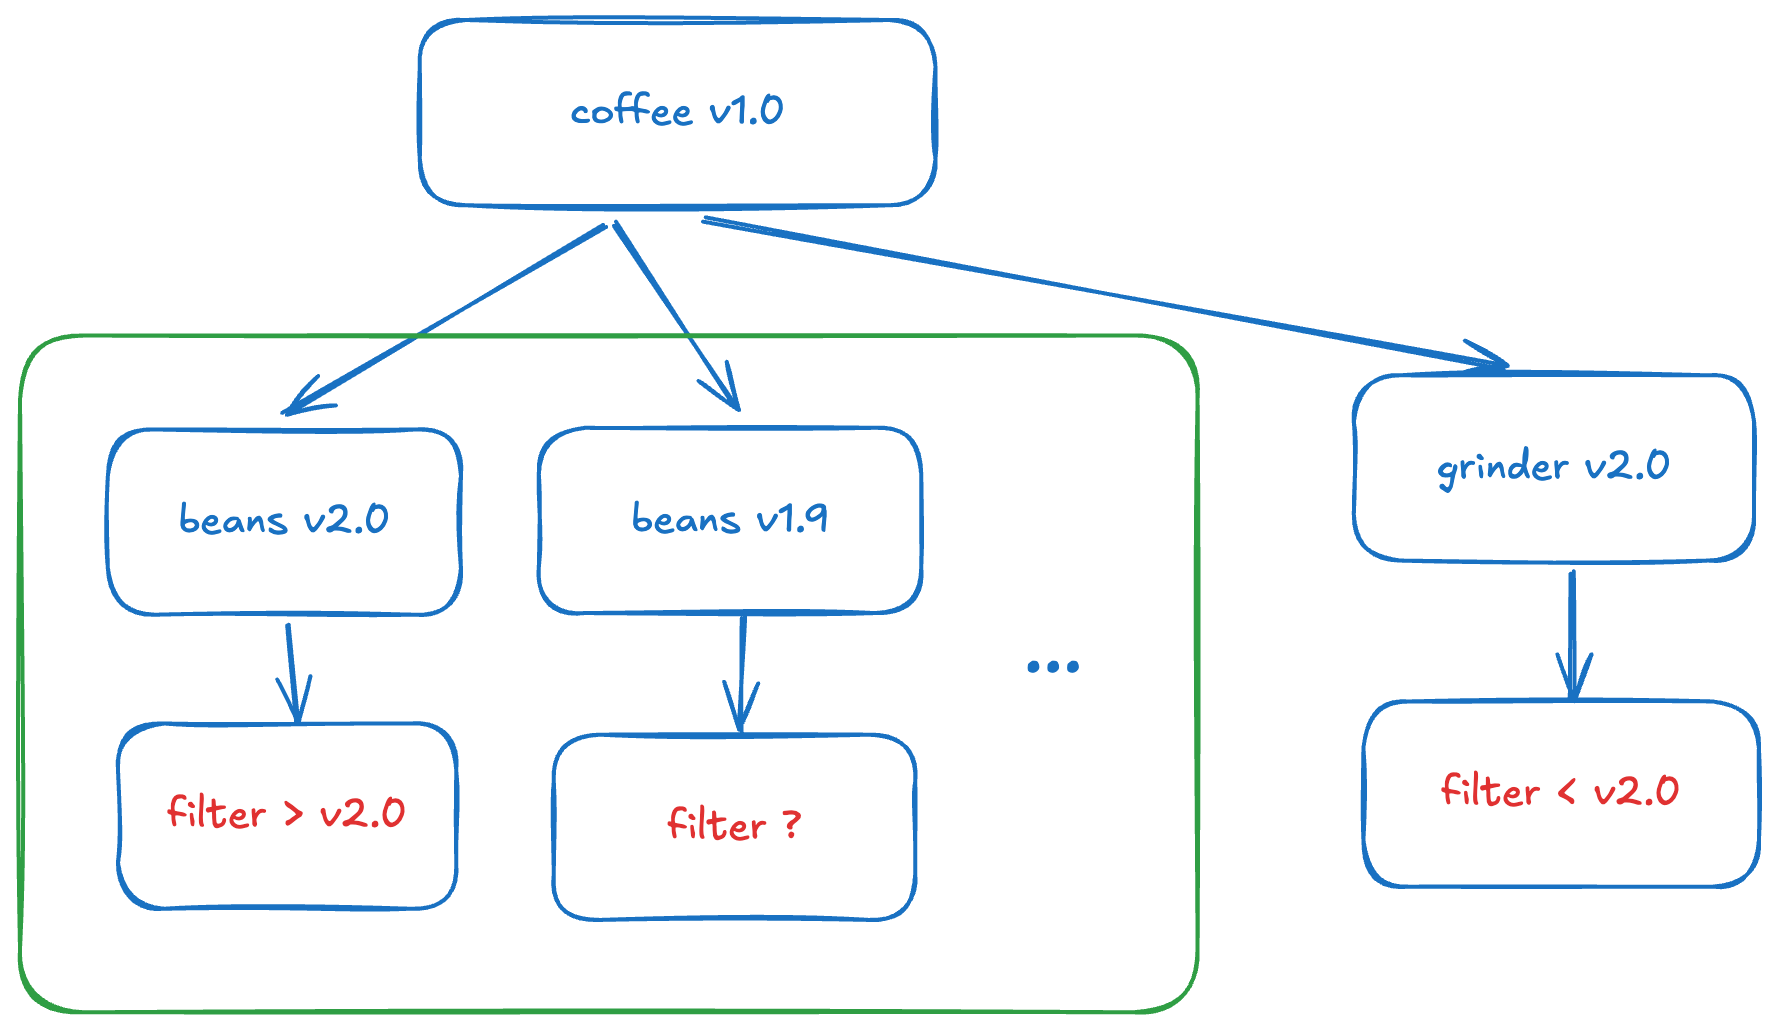 coffee v1.0
beans v2.0
beans v1.9
grinder v2.0
...
filter > v2.0
filter ?
filter < v2.0